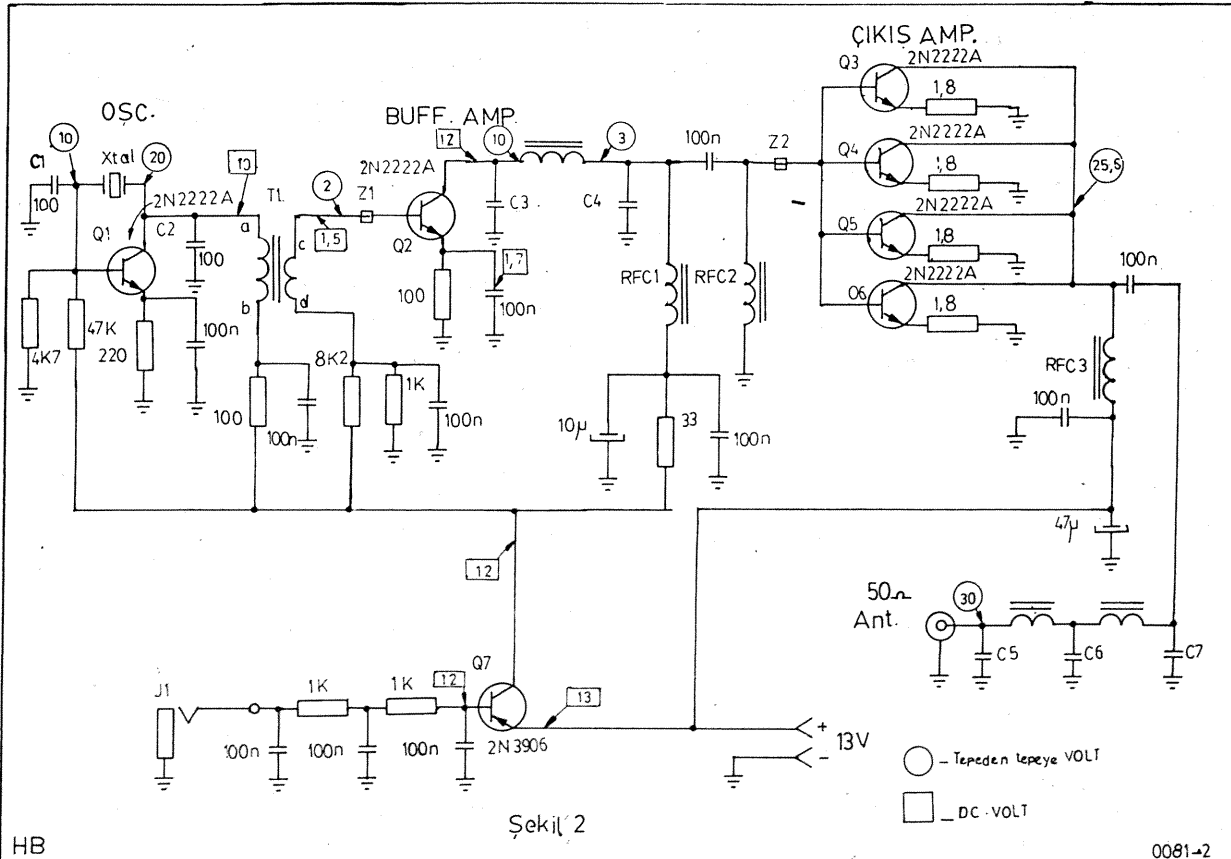 ÇIKIŞ AMP.
Q3
2N2222A
1,8
OŞC.
BUFF. AMP.
10
Xtal
20
C1
100
2N2222A
Q1
C2
100
10
T1
a
b
c
d
2
Z1
1,5
2N2222A
Q2
12
10
3
C3
C4
100n
Z2
Q4
2N2222A
1,8
25,5
Q5
2N2222A
1,8
2N2222A
1,8
100n
RFC1
RFC2
RFC3
100n
100
1,7
100n
4K7
47K
220
100n
100
100n
8K2
1K
100n
10µ
33
100n
47µ
12
50Ω
Ant.
30
C5
C6
C7
J1
1K
1K
12
Q7
13
100n
100n
100n
2N3906
+
-
13V
- Tepeden tepeye VOLT
_ DC-VOLT
Şekil 2
HB
0081-2